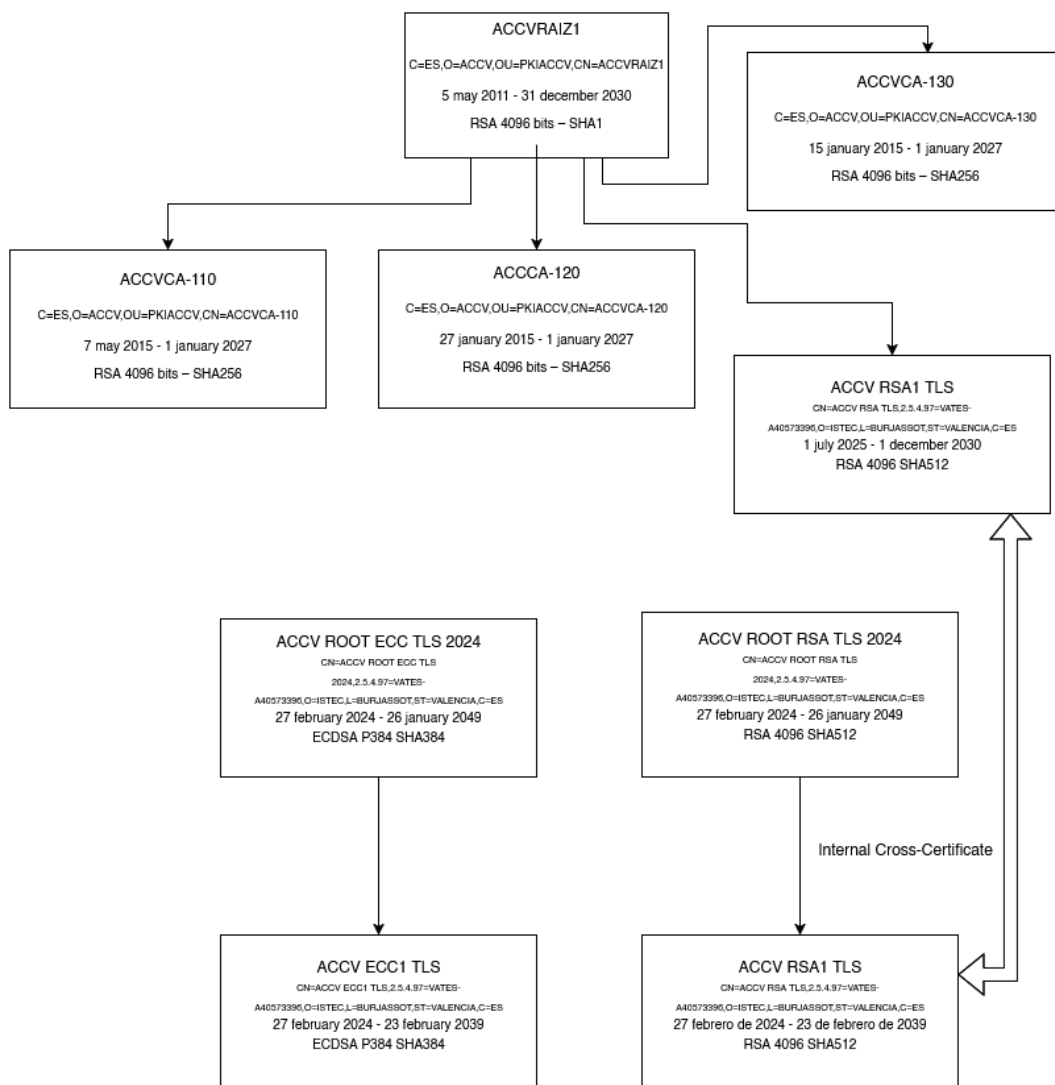 ACCVRAIZ1
C=ES,O=ACCV,OU=PKIACCV,CN=ACCVRAIZ1
5 may 2011 - 31 december 2030
RSA 4096 bits – SHA1
ACCVCA-130
C=ES,O=ACCV,OU=PKIACCV,CN=ACCVCA-130
15 january 2015 - 1 january 2027
RSA 4096 bits – SHA256
ACCVCA-110
C=ES,O=ACCV,OU=PKIACCV,CN=ACCVCA-110
7 may 2015 - 1 january 2027
RSA 4096 bits – SHA256
ACCCA-120
C=ES,O=ACCV,OU=PKIACCV,CN=ACCVCA-120
27 january 2015 - 1 january 2027
RSA 4096 bits – SHA256
ACCV RSA1 TLS
CN=ACCV RSA TLS,2.5.4.97=VATES-
A40573396,O=ISTEC,L=BURJASSOT,ST=VALENCIA,C=ES
1 july 2025 - 1 december 2030
RSA 4096 SHA512
ACCV ROOT ECC TLS 2024
CN=ACCV ROOT ECC TLS
2024,2.5.4.97=VATES-
A40573396,O=ISTEC,L=BURJASSOT,ST=VALENCIA,C=ES
27 february 2024 - 26 january 2049
ECDSA P384 SHA384
ACCV ROOT RSA TLS 2024
CN=ACCV ROOT RSA TLS
2024,2.5.4.97=VATES-
A40573396,O=ISTEC,L=BURJASSOT,ST=VALENCIA,C=ES
27 february 2024 - 26 january 2049
RSA 4096 SHA512
Internal Cross-Certificate
ACCV ECC1 TLS
CN=ACCV ECC1 TLS,2.5.4.97=VATES-
A40573396,O=ISTEC,L=BURJASSOT,ST=VALENCIA,C=ES
27 february 2024 - 23 february 2039
ECDSA P384 SHA384
ACCV RSA1 TLS
CN=ACCV RSA TLS,2.5.4.97=VATES-
A40573396,O=ISTEC,L=BURJASSOT,ST=VALENCIA,C=ES
27 febrero de 2024 - 23 de febrero de 2039
RSA 4096 SHA512